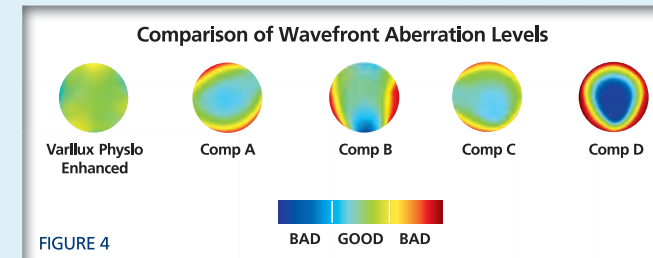 Comparison of Wavefront Aberration Levels
Varilux Physio
Enhanced
Comp A
Comp B
Comp C
Comp D
BAD GOOD BAD
FIGURE 4